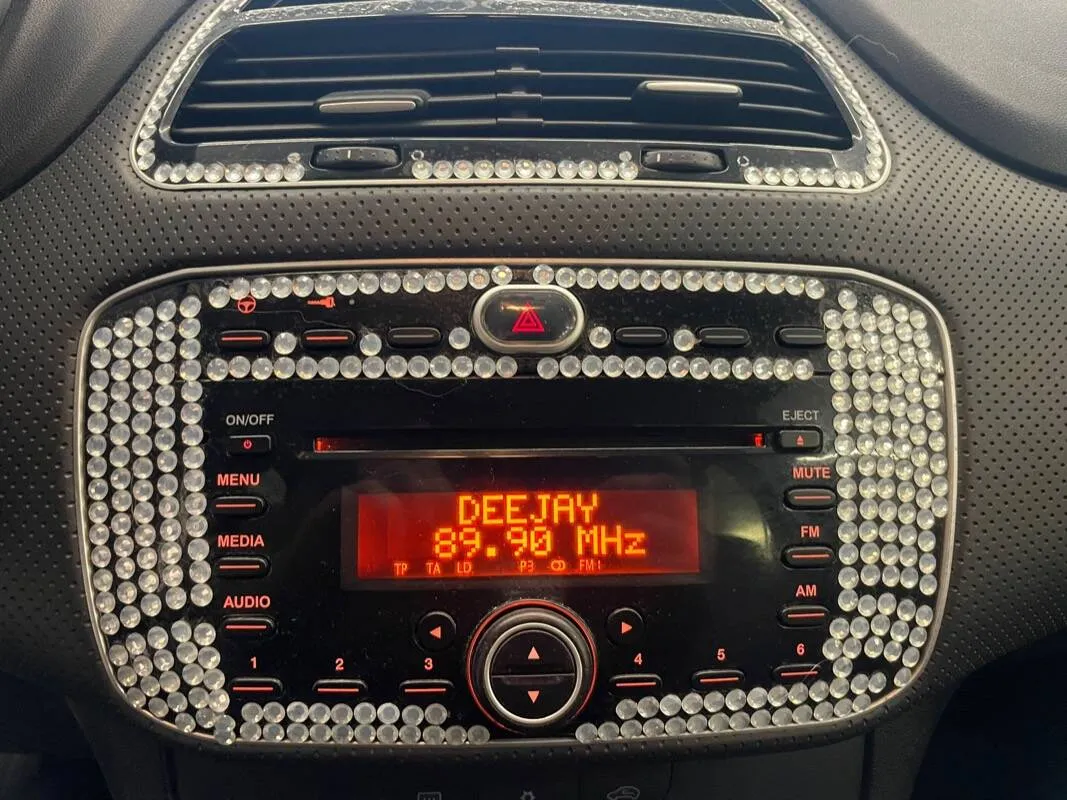 ON/OFF
EJECT
MENU
MUTE
DEEJAY
89.90 MHz
MEDIA
FM
TP TA LD P3 FM1
AUDIO
AM
1 2 3 4 5 6